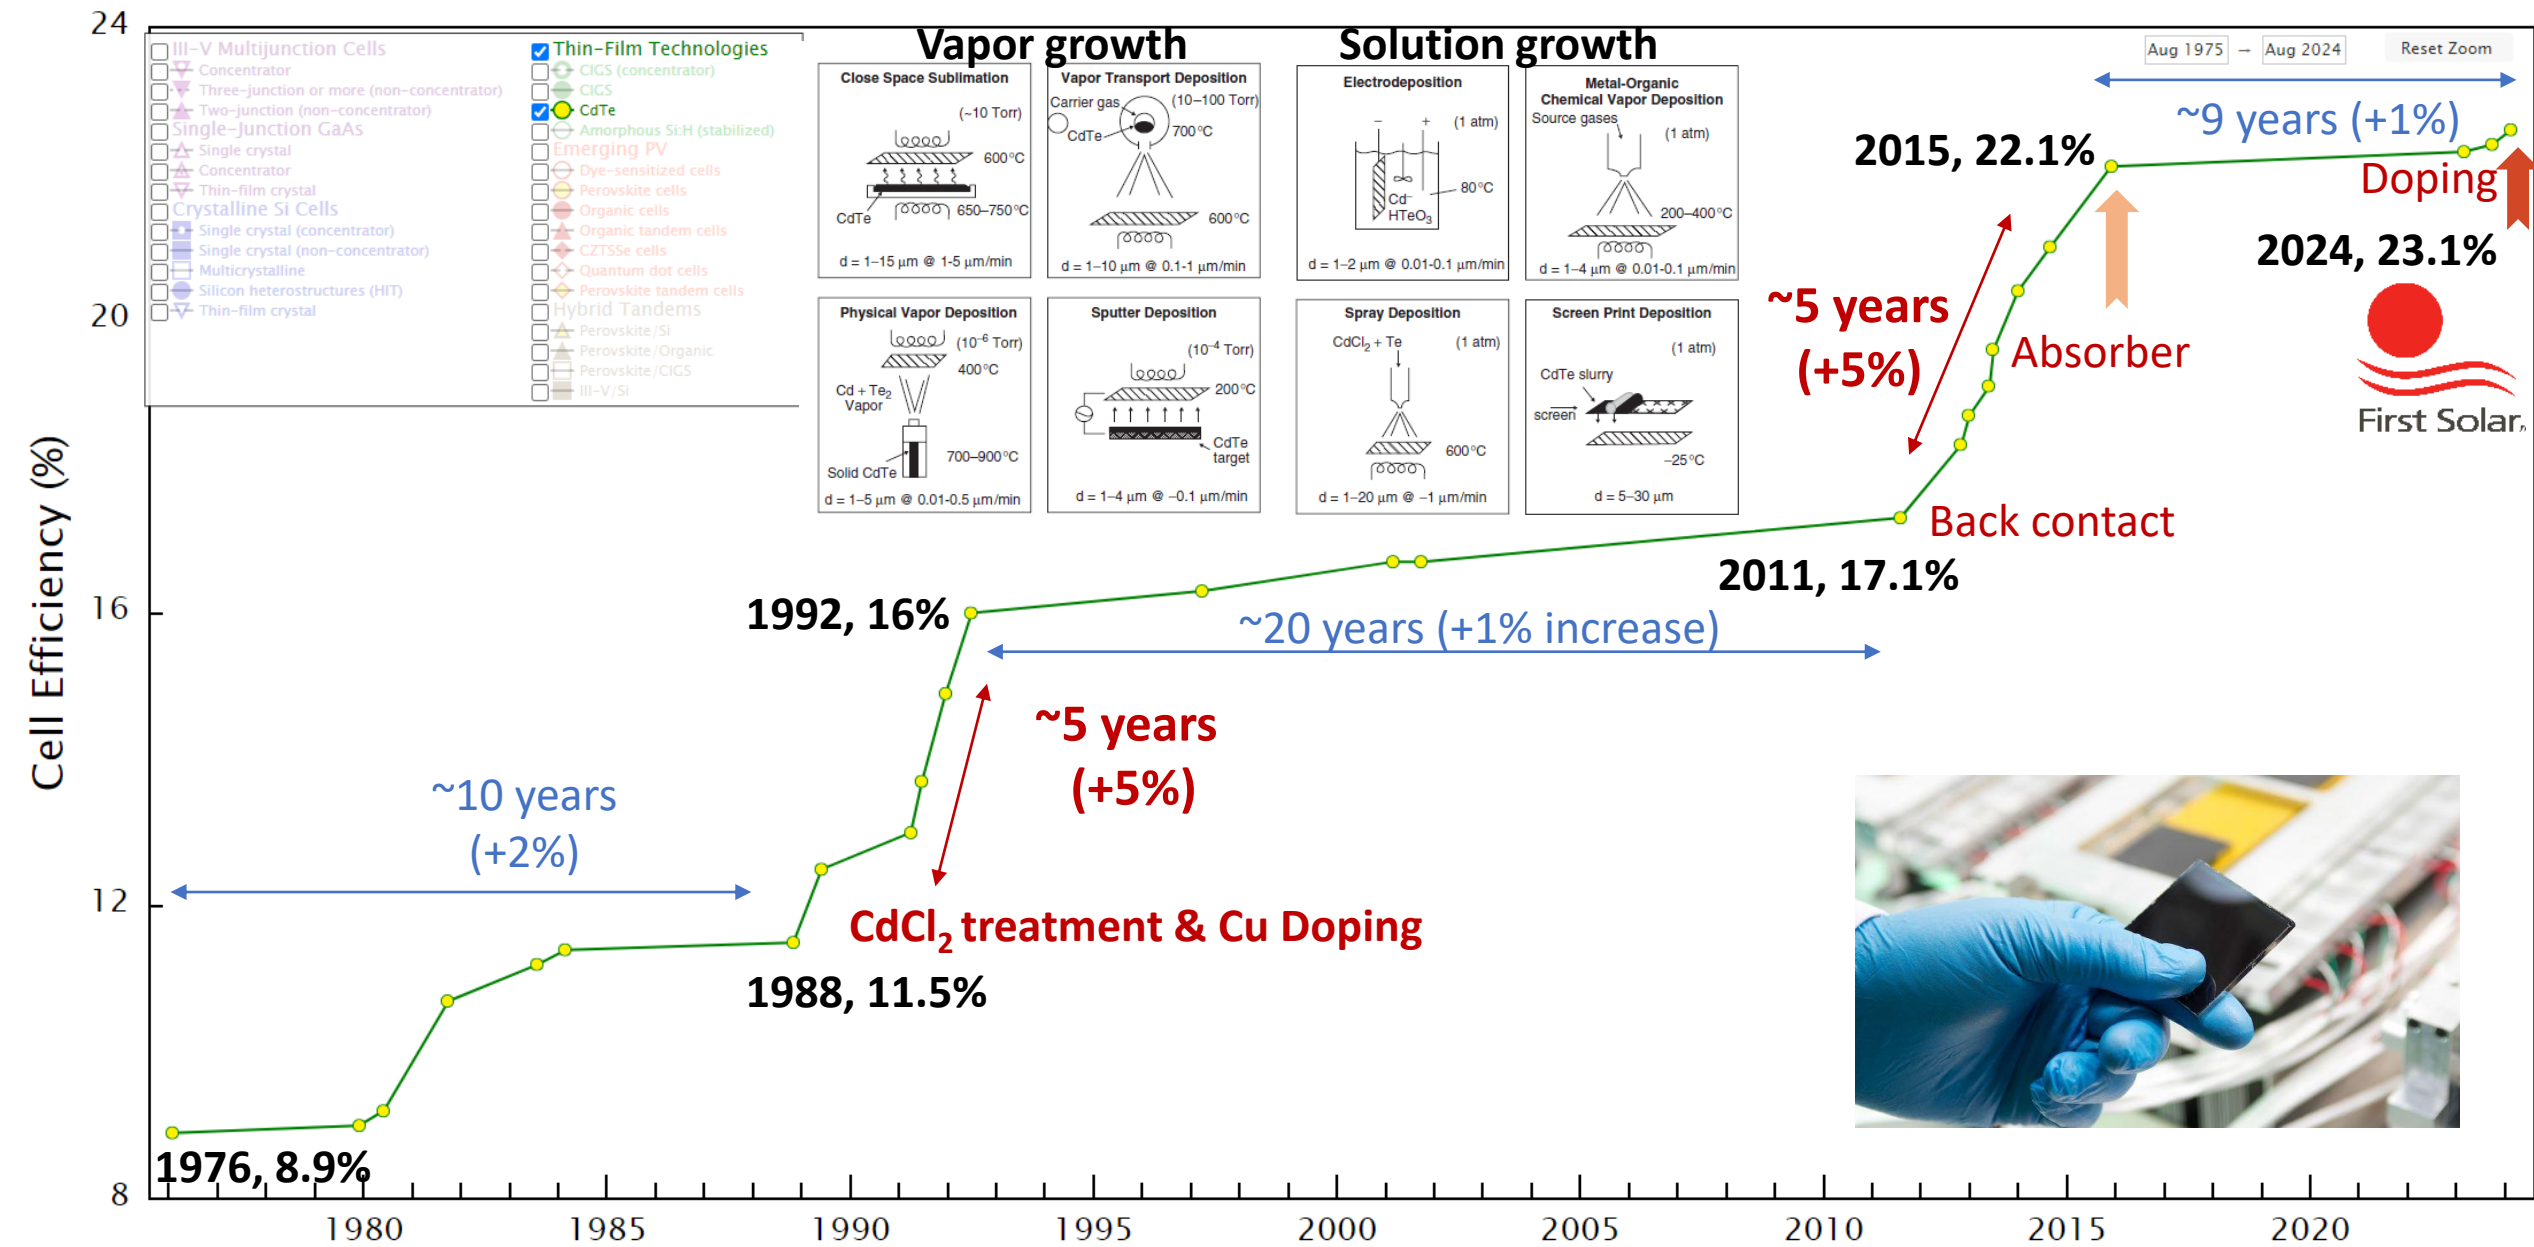 24
20
16
12
8
Cell Efficiency (%)
III-V Multijunction Cells
Concentrator
Three-junction or more (non-concentrator)
Two-junction (non-concentrator)
Single-Junction GaAs
Single crystal
Concentrator
Thin-film crystal
Crystalline Si Cells
Single crystal (concentrator)
Single crystal (non-concentrator)
Multicrystalline
Silicon heterostructures (HIT)
Thin-film crystal
Thin-Film Technologies
CIGS (concentrator)
CIGS
CdTe
Amorphous Si:H (stabilized)
Emerging PV
Dye-sensitized cells
Perovskite cells
Organic cells
Organic tandem cells
CZTSSe cells
Quantum dot cells
Perovskite tandem cells
Hybrid Tandems
Perovskite/Si
Perovskite/Organic
Perovskite/CIGS
III-V/Si
Vapor growth
Close Space Sublimation
(~10 Torr)
600°C
CdTe
650–750°C
d = 1–15 μm @ 1-5 μm/min
Vapor Transport Deposition
Carrier gas
(10–100 Torr)
CdTe
700°C
600°C
d = 1–10 μm @ 0.1-1 μm/min
Physical Vapor Deposition
(10⁻⁶ Torr)
400°C
Cd + Te₂
Vapor
700–900°C
Solid CdTe
d = 1–5 μm @ 0.01-0.5 μm/min
Sputter Deposition
(10⁻⁴ Torr)
200°C
CdTe
target
d = 1–4 μm @ ~0.1 μm/min
Solution growth
Electrodeposition
− +
(1 atm)
80°C
Cd⁻
HTeO₃
d = 1–2 μm @ 0.01-0.1 μm/min
Metal-Organic
Chemical Vapor Deposition
Source gases
(1 atm)
200–400°C
d = 1–4 μm @ 0.01-0.1 μm/min
Spray Deposition
CdCl₂ + Te
(1 atm)
600°C
d = 1–20 μm @ ~1 μm/min
Screen Print Deposition
(1 atm)
CdTe slurry
screen
~25°C
d = 5–30 μm
Aug 1975 → Aug 2024
Reset Zoom
~9 years (+1%)
2015, 22.1%
Doping
2024, 23.1%
First Solar
~5 years
(+5%)
Absorber
Back contact
2011, 17.1%
1992, 16%
~20 years (+1% increase)
~5 years
(+5%)
~10 years
(+2%)
CdCl₂ treatment & Cu Doping
1988, 11.5%
1976, 8.9%
1980
1985
1990
1995
2000
2005
2010
2015
2020